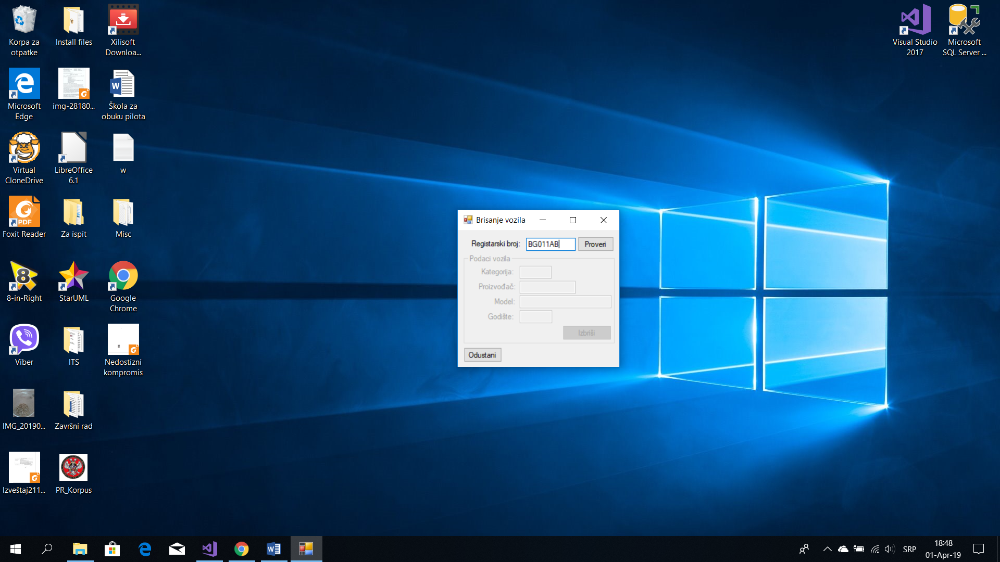 Korpa za
otpatke
Install files
Xilisoft
Downloa...
Visual Studio
2017
Microsoft
SQL Server ...
Microsoft
Edge
img-28180...
W
Škola za
obuku pilota
Virtual
CloneDrive
LibreOffice
6.1
w
PDF
Foxit Reader
Za ispit
Misc
8
8-in-Right
StarUML
Google
Chrome
Viber
ITS
Nedostizni
kompromis
IMG_20190...
Završni rad
Izveštaj211...
PR_Korpus
Brisanje vozila
Registarski broj:
BG011AB
Proveri
Podaci vozila
Kategorija:
Proizvođač:
Model:
Godište:
Izbriši
Odustani
SRP
18:48
01-Apr-19